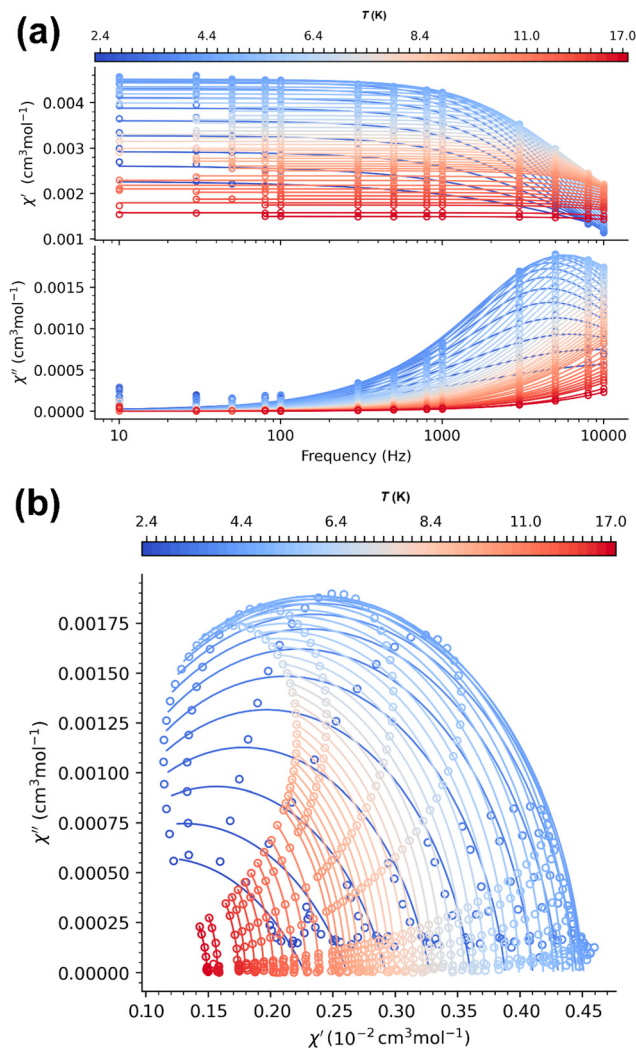 (a)
T (K)
2.4 4.4 6.4 8.4 11.0 17.0
χ′ (cm³mol⁻¹)
0.004
0.003
0.002
0.001
10 100 1000 10000
χ′′ (cm³mol⁻¹)
0.0015
0.0010
0.0005
0.0000
10 100 1000 10000
Frequency (Hz)
(b)
T (K)
2.4 4.4 6.4 8.4 11.0 17.0
χ′′ (cm³mol⁻¹)
0.00175
0.00150
0.00125
0.00100
0.00075
0.00050
0.00025
0.00000
0.10 0.15 0.20 0.25 0.30 0.35 0.40 0.45
χ′ (10⁻² cm³mol⁻¹)